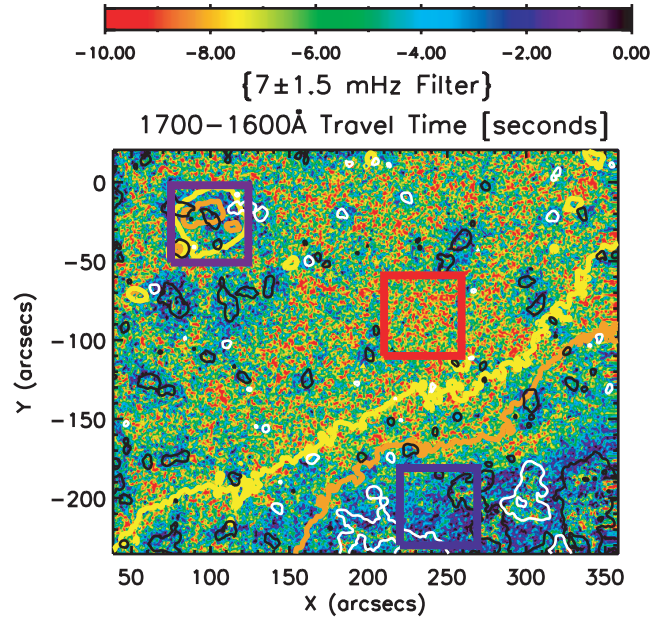 -10.00 -8.00 -6.00 -4.00 -2.00 0.00
{7±1.5 mHz Filter}
1700-1600Å Travel Time [seconds]
0
-50
-100
-150
-200
Y (arcsecs)
50 100 150 200 250 300 350
X (arcsecs)